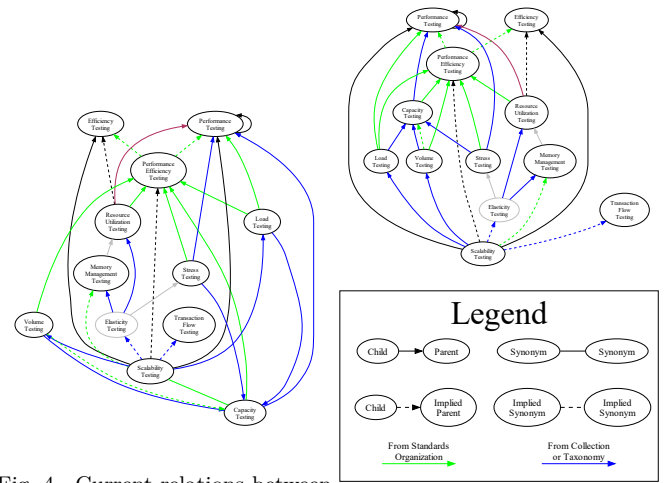 Efficiency
Testing
Performance
Testing
Performance
Efficiency
Testing
Resource
Utilization
Testing
Load
Testing
Memory
Management
Testing
Stress
Testing
Volume
Testing
Elasticity
Testing
Transaction
Flow
Testing
Scalability
Testing
Capacity
Testing
Performance
Testing
Efficiency
Testing
Performance
Efficiency
Testing
Capacity
Testing
Resource
Utilization
Testing
Load
Testing
Volume
Testing
Stress
Testing
Memory
Management
Testing
Elasticity
Testing
Transaction
Flow
Testing
Scalability
Testing
Legend
Child
Parent
Synonym
Synonym
Child
Implied
Parent
Implied
Synonym
Implied
Synonym
From Standards
Organization
From Collection
or Taxonomy
Fig. 4. Current relations between